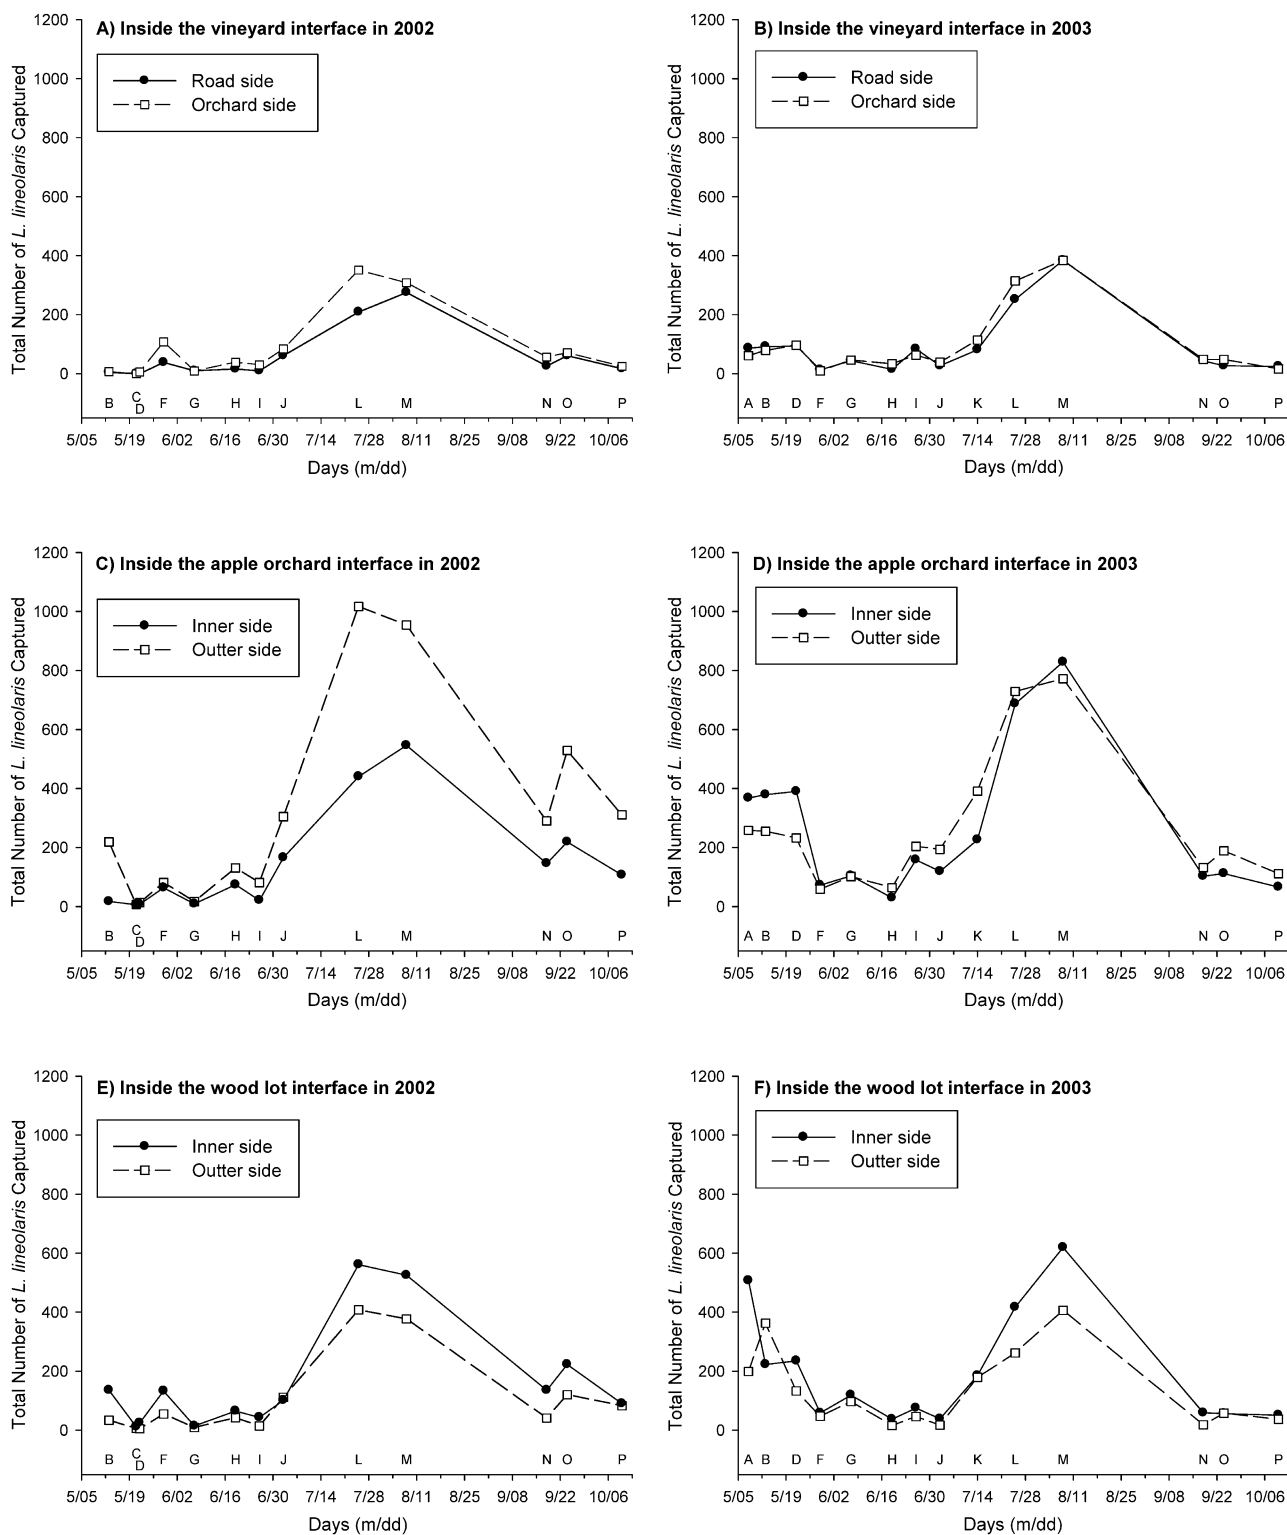 A) Inside the vineyard interface in 2002
Road side
Orchard side
Total Number of L. lineolaris Captured
1200
1000
800
600
400
200
0
B C D F G H I J L M N O P
5/05 5/19 6/02 6/16 6/30 7/14 7/28 8/11 8/25 9/08 9/22 10/06
Days (m/dd)
B) Inside the vineyard interface in 2003
Road side
Orchard side
Total Number of L. lineolaris Captured
1200
1000
800
600
400
200
0
A B D F G H I J K L M N O P
5/05 5/19 6/02 6/16 6/30 7/14 7/28 8/11 8/25 9/08 9/22 10/06
Days (m/dd)
C) Inside the apple orchard interface in 2002
Inner side
Outter side
Total Number of L. lineolaris Captured
1200
1000
800
600
400
200
0
B C D F G H I J L M N O P
5/05 5/19 6/02 6/16 6/30 7/14 7/28 8/11 8/25 9/08 9/22 10/06
Days (m/dd)
D) Inside the apple orchard interface in 2003
Inner side
Outter side
Total Number of L. lineolaris Captured
1200
1000
800
600
400
200
0
A B D F G H I J K L M N O P
5/05 5/19 6/02 6/16 6/30 7/14 7/28 8/11 8/25 9/08 9/22 10/06
Days (m/dd)
E) Inside the wood lot interface in 2002
Inner side
Outter side
Total Number of L. lineolaris Captured
1200
1000
800
600
400
200
0
B C D F G H I J L M N O P
5/05 5/19 6/02 6/16 6/30 7/14 7/28 8/11 8/25 9/08 9/22 10/06
Days (m/dd)
F) Inside the wood lot interface in 2003
Inner side
Outter side
Total Number of L. lineolaris Captured
1200
1000
800
600
400
200
0
A B D F G H I J K L M N O P
5/05 5/19 6/02 6/16 6/30 7/14 7/28 8/11 8/25 9/08 9/22 10/06
Days (m/dd)